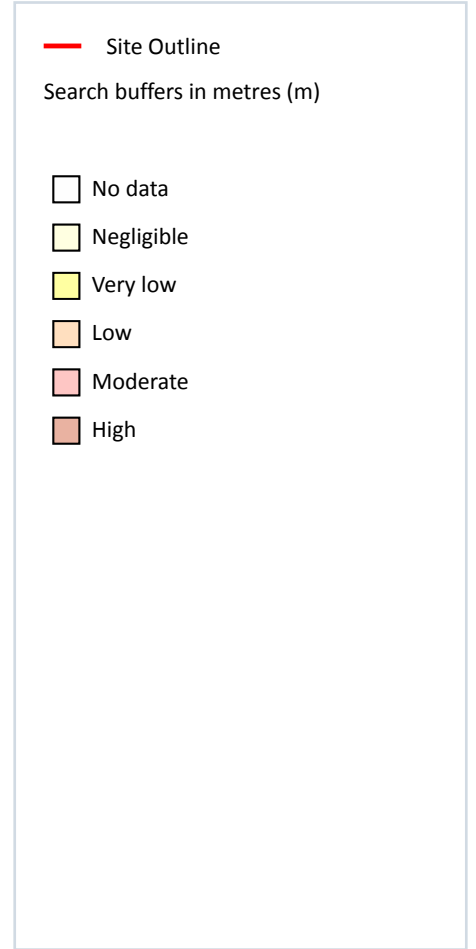 Site Outline
Search buffers in metres (m)
No data
Negligible
Very low
Low
Moderate
High